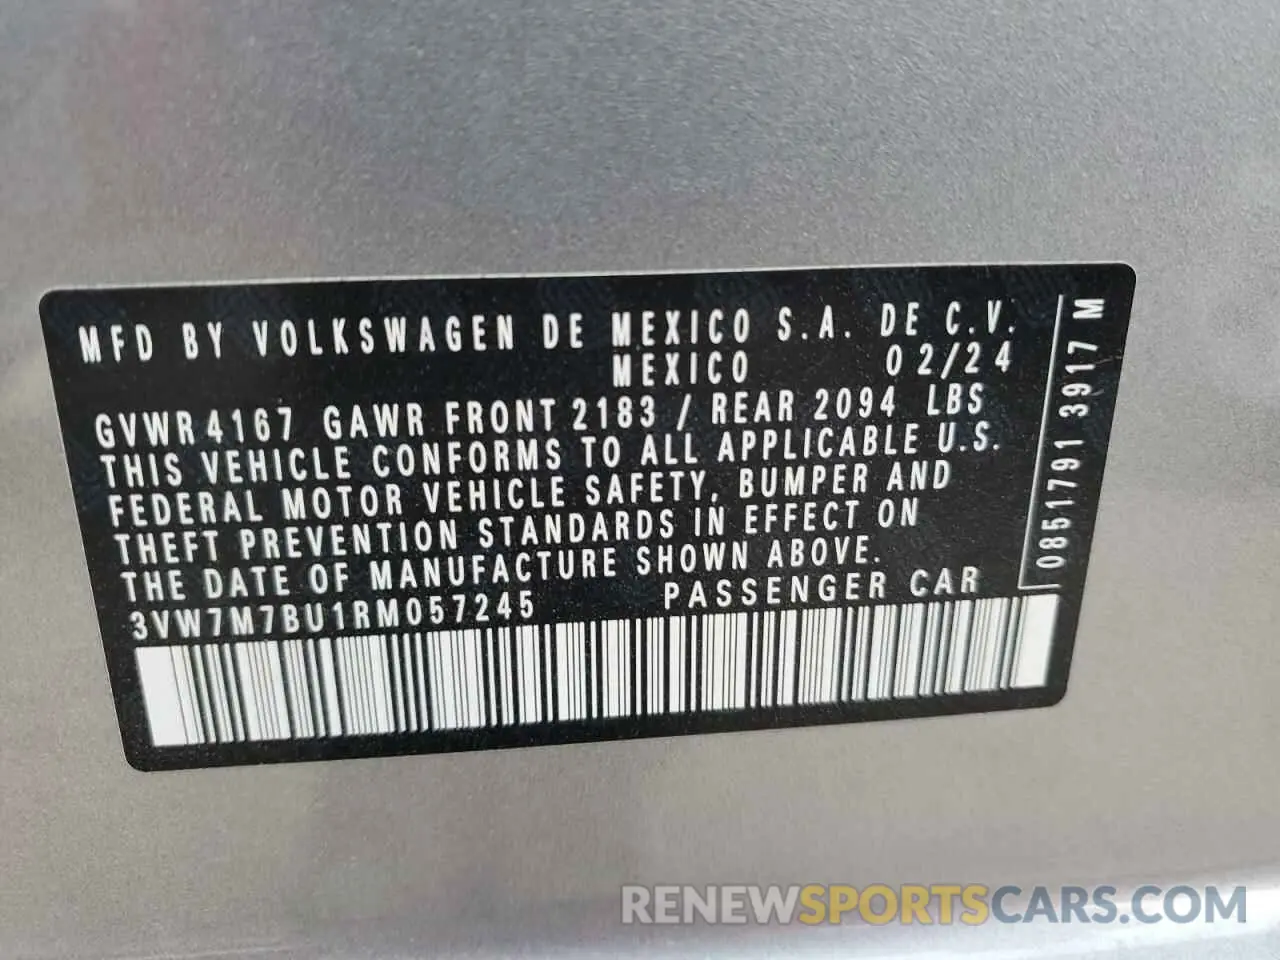 MFD BY VOLKSWAGEN DE MEXICO S.A. DE C.V.
MEXICO 02/24
GVWR 4167 GAWR FRONT 2183 / REAR 2094 LBS
THIS VEHICLE CONFORMS TO ALL APPLICABLE U.S.
FEDERAL MOTOR VEHICLE SAFETY, BUMPER AND
THEFT PREVENTION STANDARDS IN EFFECT ON
THE DATE OF MANUFACTURE SHOWN ABOVE.
3VW7M7BU1RM057245 PASSENGER CAR
0851791 3917 M
RENEWSPORTSCARS.COM